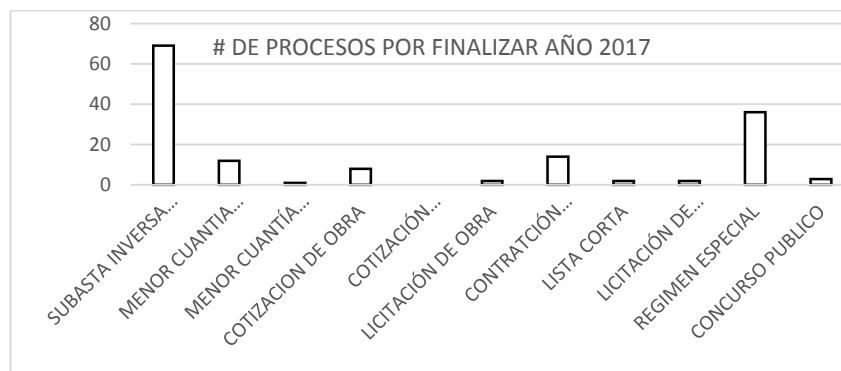 # DE PROCESOS POR FINALIZAR AÑO 2017
80
60
40
20
0
SUBASTA INVERSA...
MENOR CUANTIA...
MENOR CUANTÍA...
COTIZACION DE OBRA
COTIZACIÓN...
LICITACIÓN DE OBRA
CONTRATCIÓN...
LISTA CORTA
LICITACIÓN DE...
REGIMEN ESPECIAL
CONCURSO PUBLICO